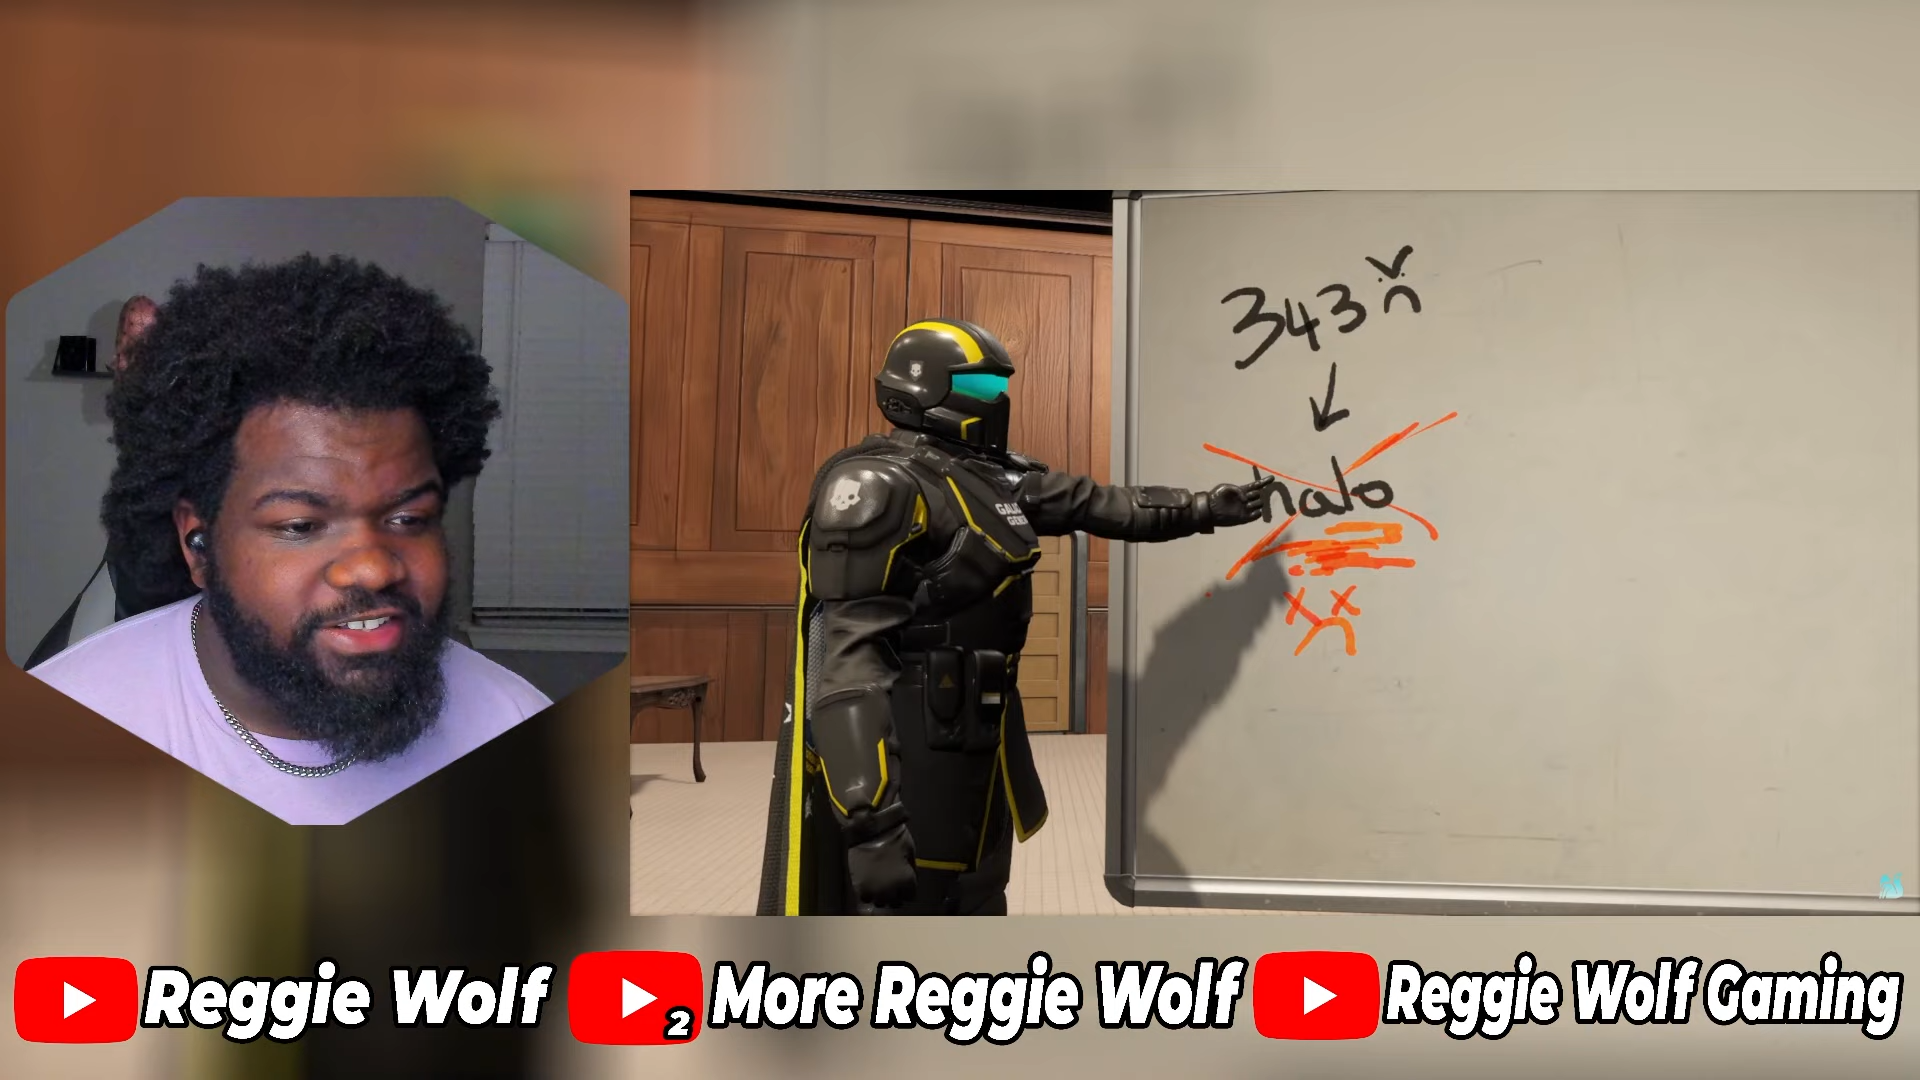 343
halo
Reggie Wolf
2 More Reggie Wolf
Reggie Wolf Gaming